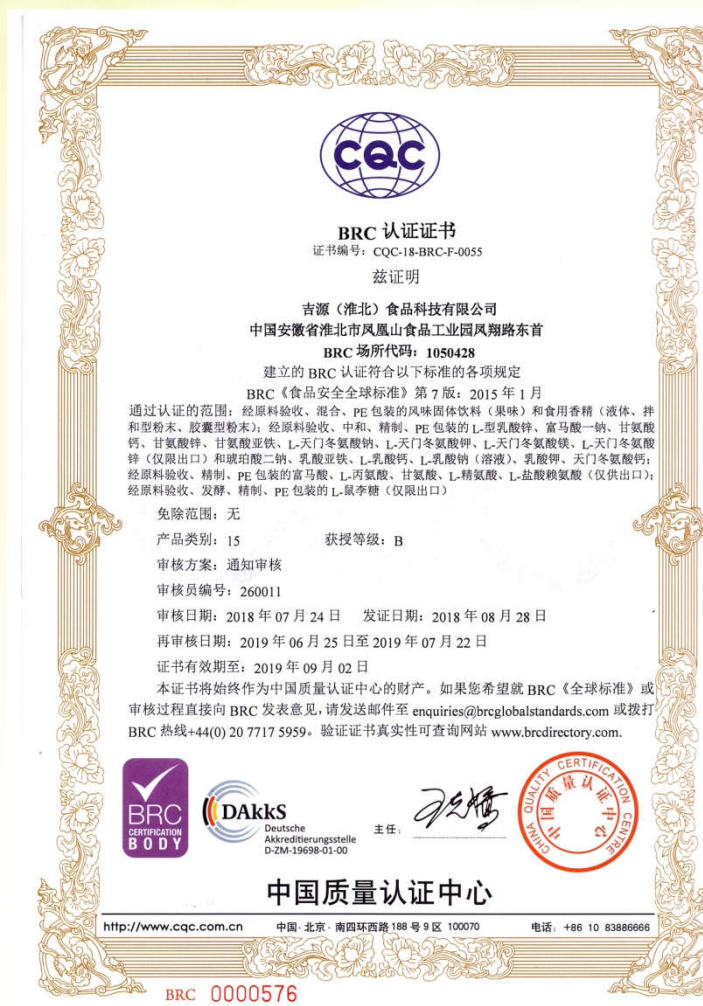 CQC
BRC 认证证书
证书编号：CQC-18-BRC-F-0055
兹证明
吉源（淮北）食品科技有限公司
中国安徽省淮北市凤凰山食品工业园凤翔路东首
BRC 场所代码：1050428
建立的 BRC 认证符合以下标准的各项规定
BRC《食品安全全球标准》第 7 版：2015 年 1 月
通过认证的范围：经原料验收、混合、PE 包装的风味固体饮料（果味）和食用香精（液体、拌
和型粉末、胶囊型粉末）；经原料验收、中和、精制、PE 包装的 L-型乳酸锌、富马酸一钠、甘氨酸
钙、甘氨酸锌、甘氨酸亚铁、L-天门冬氨酸钠、L-天门冬氨酸钾、L-天门冬氨酸镁、L-天门冬氨酸
锌（仅限出口）和琥珀酸二钠、乳酸亚铁、L-乳酸钙、L-乳酸钠（溶液）、乳酸钾、天门冬氨酸钙；
经原料验收、精制、PE 包装的富马酸、L-丙氨酸、甘氨酸、L-精氨酸、L-盐酸赖氨酸（仅供出口）；
经原料验收、发酵、精制、PE 包装的 L-鼠李糖（仅限出口）
免除范围：无
产品类别：15 获授等级：B
审核方案：通知审核
审核员编号：260011
审核日期：2018 年 07 月 24 日 发证日期：2018 年 08 月 28 日
再审核日期：2019 年 06 月 25 日至 2019 年 07 月 22 日
证书有效期至：2019 年 09 月 02 日
本证书将始终作为中国质量认证中心的财产。如果您希望就 BRC《全球标准》或
审核过程直接向 BRC 发表意见，请发送邮件至 enquiries@brcglobalstandards.com 或拨打
BRC 热线+44(0) 20 7717 5959。验证证书真实性可查询网站 www.brcdirectory.com.
BRC
CERTIFICATION
BODY
DAkkS
Deutsche
Akkreditierungsstelle
D-ZM-19698-01-00
主任：
CHINA QUALITY CERTIFICATION CENTRE
中国质量认证中心
中国质量认证中心
http://www.cqc.com.cn 中国·北京·南四环西路 188 号 9 区 100070 电话：+86 10 83886666
BRC 0000576